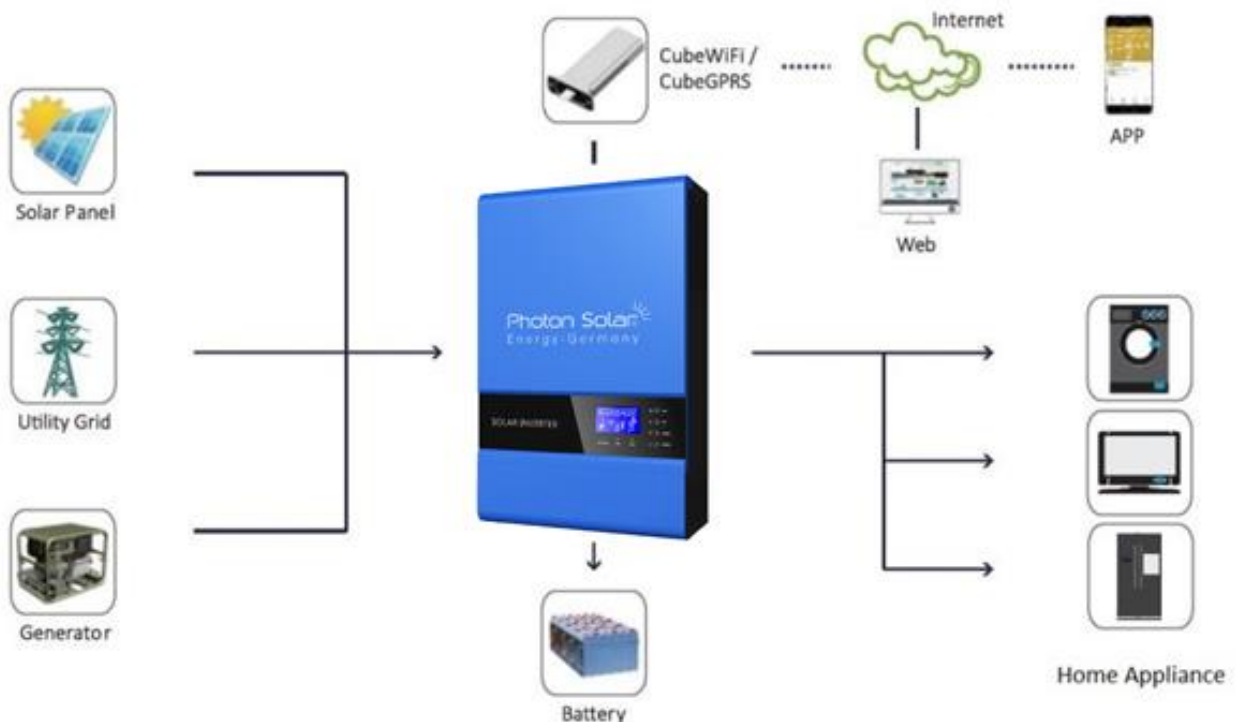 Internet
CubeWiFi /
CubeGPRS
APP
Solar Panel
Web
Photon Solar
Energy-Germany
Utility Grid
SOLAR INVERTER
Generator
Home Appliance
Battery